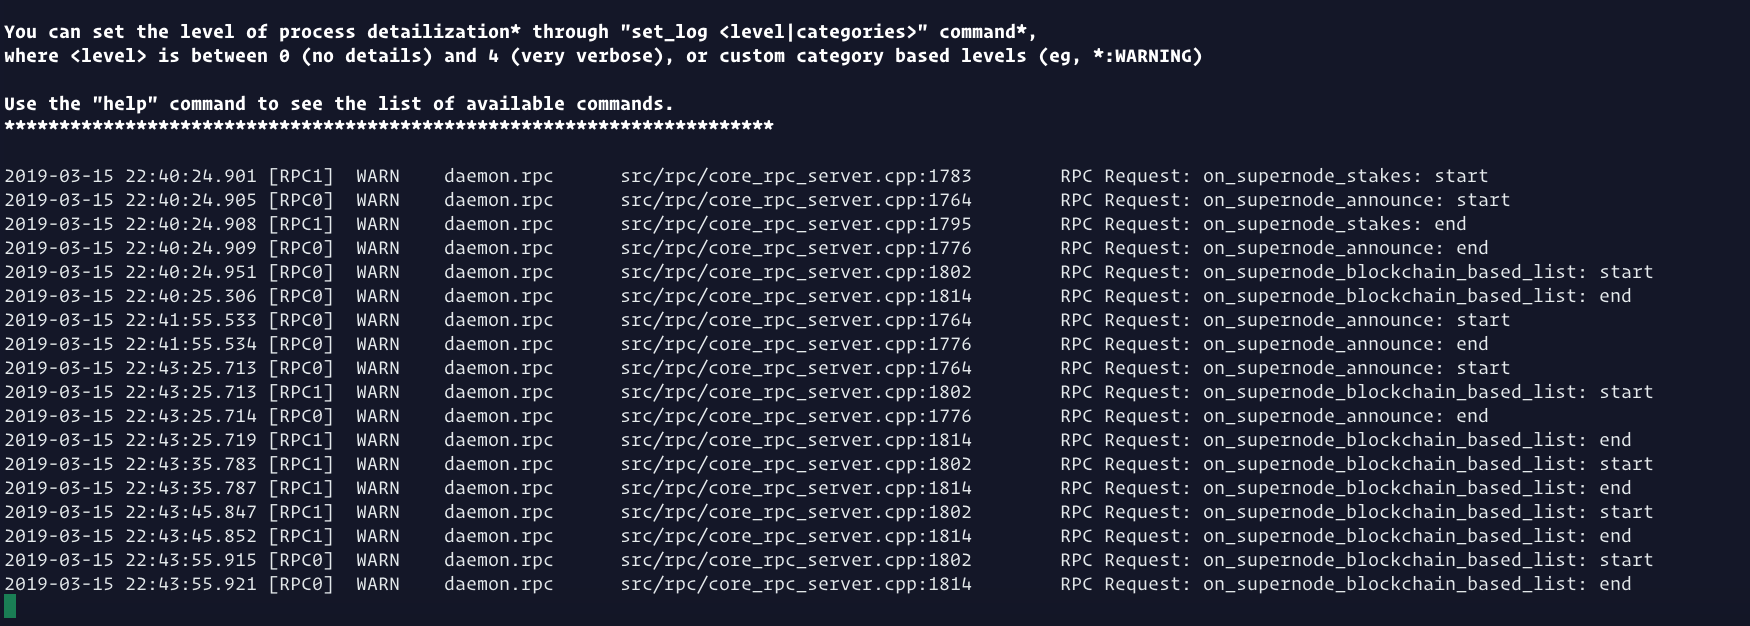 You can set the level of process detailization* through "set_log <level|categories>" command*,
where <level> is between 0 (no details) and 4 (very verbose), or custom category based levels (eg, *:WARNING)
Use the "help" command to see the list of available commands.
**********************************************************************
2019-03-15 22:40:24.901 [RPC1]  WARN    daemon.rpc      src/rpc/core_rpc_server.cpp:1783        RPC Request: on_supernode_stakes: start
2019-03-15 22:40:24.905 [RPC0]  WARN    daemon.rpc      src/rpc/core_rpc_server.cpp:1764        RPC Request: on_supernode_announce: start
2019-03-15 22:40:24.908 [RPC1]  WARN    daemon.rpc      src/rpc/core_rpc_server.cpp:1795        RPC Request: on_supernode_stakes: end
2019-03-15 22:40:24.909 [RPC0]  WARN    daemon.rpc      src/rpc/core_rpc_server.cpp:1776        RPC Request: on_supernode_announce: end
2019-03-15 22:40:24.951 [RPC0]  WARN    daemon.rpc      src/rpc/core_rpc_server.cpp:1802        RPC Request: on_supernode_blockchain_based_list: start
2019-03-15 22:40:25.306 [RPC0]  WARN    daemon.rpc      src/rpc/core_rpc_server.cpp:1814        RPC Request: on_supernode_blockchain_based_list: end
2019-03-15 22:41:55.533 [RPC0]  WARN    daemon.rpc      src/rpc/core_rpc_server.cpp:1764        RPC Request: on_supernode_announce: start
2019-03-15 22:41:55.534 [RPC0]  WARN    daemon.rpc      src/rpc/core_rpc_server.cpp:1776        RPC Request: on_supernode_announce: end
2019-03-15 22:43:25.713 [RPC0]  WARN    daemon.rpc      src/rpc/core_rpc_server.cpp:1764        RPC Request: on_supernode_announce: start
2019-03-15 22:43:25.713 [RPC1]  WARN    daemon.rpc      src/rpc/core_rpc_server.cpp:1802        RPC Request: on_supernode_blockchain_based_list: start
2019-03-15 22:43:25.714 [RPC0]  WARN    daemon.rpc      src/rpc/core_rpc_server.cpp:1776        RPC Request: on_supernode_announce: end
2019-03-15 22:43:25.719 [RPC1]  WARN    daemon.rpc      src/rpc/core_rpc_server.cpp:1814        RPC Request: on_supernode_blockchain_based_list: end
2019-03-15 22:43:35.783 [RPC1]  WARN    daemon.rpc      src/rpc/core_rpc_server.cpp:1802        RPC Request: on_supernode_blockchain_based_list: start
2019-03-15 22:43:35.787 [RPC1]  WARN    daemon.rpc      src/rpc/core_rpc_server.cpp:1814        RPC Request: on_supernode_blockchain_based_list: end
2019-03-15 22:43:45.847 [RPC1]  WARN    daemon.rpc      src/rpc/core_rpc_server.cpp:1802        RPC Request: on_supernode_blockchain_based_list: start
2019-03-15 22:43:45.852 [RPC1]  WARN    daemon.rpc      src/rpc/core_rpc_server.cpp:1814        RPC Request: on_supernode_blockchain_based_list: end
2019-03-15 22:43:55.915 [RPC0]  WARN    daemon.rpc      src/rpc/core_rpc_server.cpp:1802        RPC Request: on_supernode_blockchain_based_list: start
2019-03-15 22:43:55.921 [RPC0]  WARN    daemon.rpc      src/rpc/core_rpc_server.cpp:1814        RPC Request: on_supernode_blockchain_based_list: end